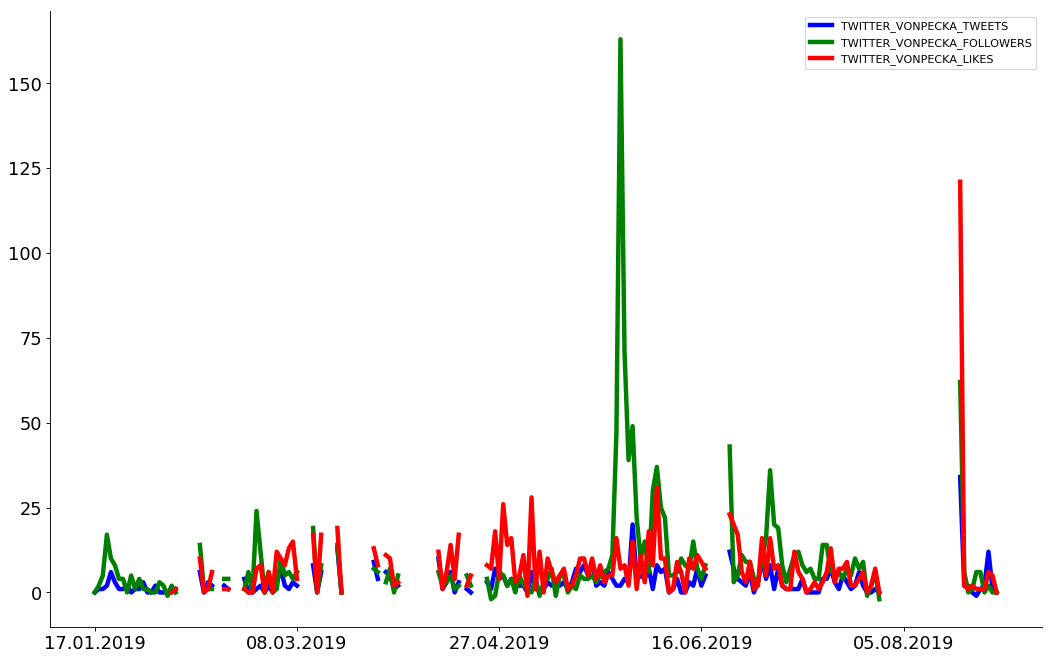 TWITTER_VONPECKA_TWEETS
TWITTER_VONPECKA_FOLLOWERS
TWITTER_VONPECKA_LIKES
150
125
100
75
50
25
0
17.01.2019 08.03.2019 27.04.2019 16.06.2019 05.08.2019